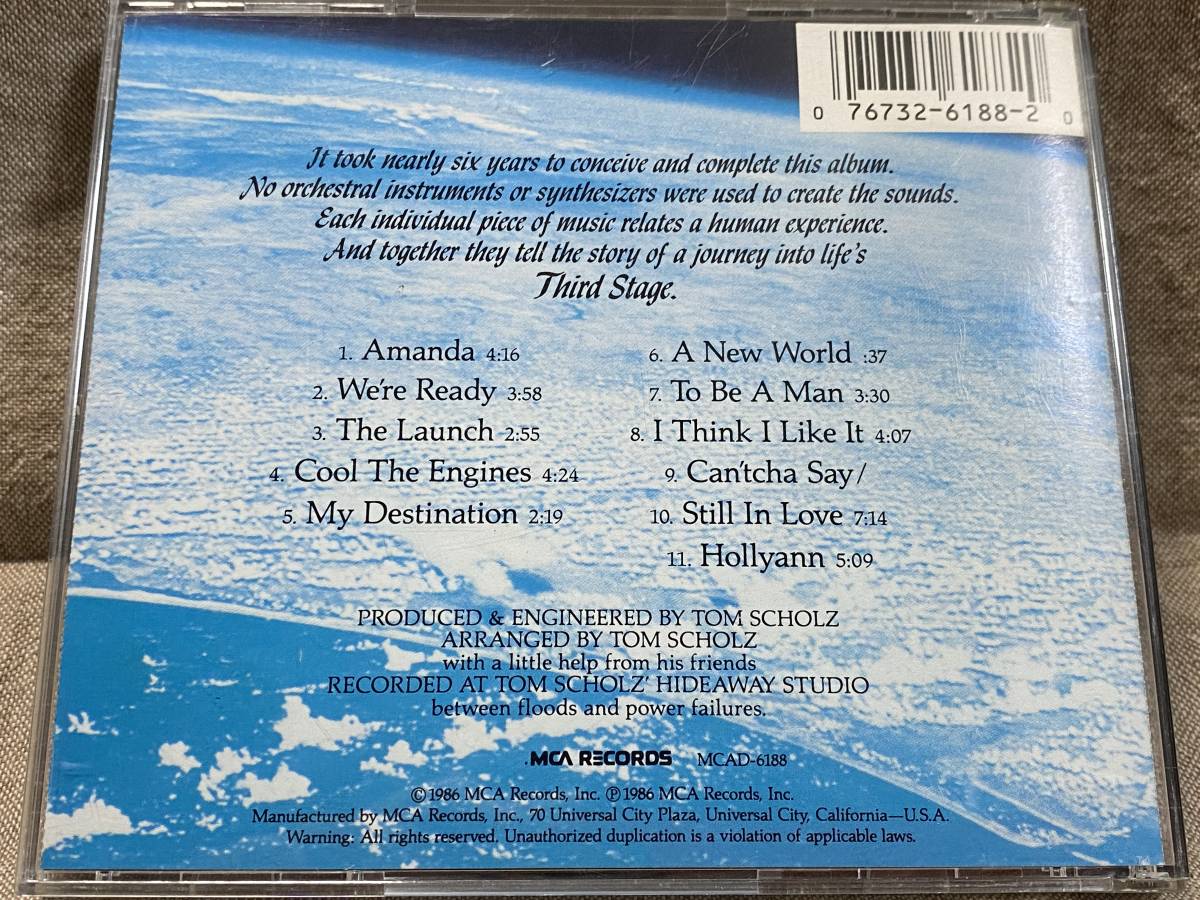 0 76732-6188-2 0
It took nearly six years to conceive and complete this album.
No orchestral instruments or synthesizers were used to create the sounds.
Each individual piece of music relates a human experience.
And together they tell the story of a journey into life's
Third Stage.
1. Amanda 4:16
2. We're Ready 3:58
3. The Launch 2:55
4. Cool The Engines 4:24
5. My Destination 2:19
6. A New World :37
7. To Be A Man 3:30
8. I Think I Like It 4:07
9. Can'tcha Say/
10. Still In Love 7:14
11. Hollyann 5:09
PRODUCED & ENGINEERED BY TOM SCHOLZ
ARRANGED BY TOM SCHOLZ
with a little help from his friends
RECORDED AT TOM SCHOLZ' HIDEAWAY STUDIO
between floods and power failures.
MCA RECORDS MCAD-6188
©1986 MCA Records, Inc. ℗1986 MCA Records, Inc.
Manufactured by MCA Records, Inc., 70 Universal City Plaza, Universal City, California—U.S.A.
Warning: All rights reserved. Unauthorized duplication is a violation of applicable laws.